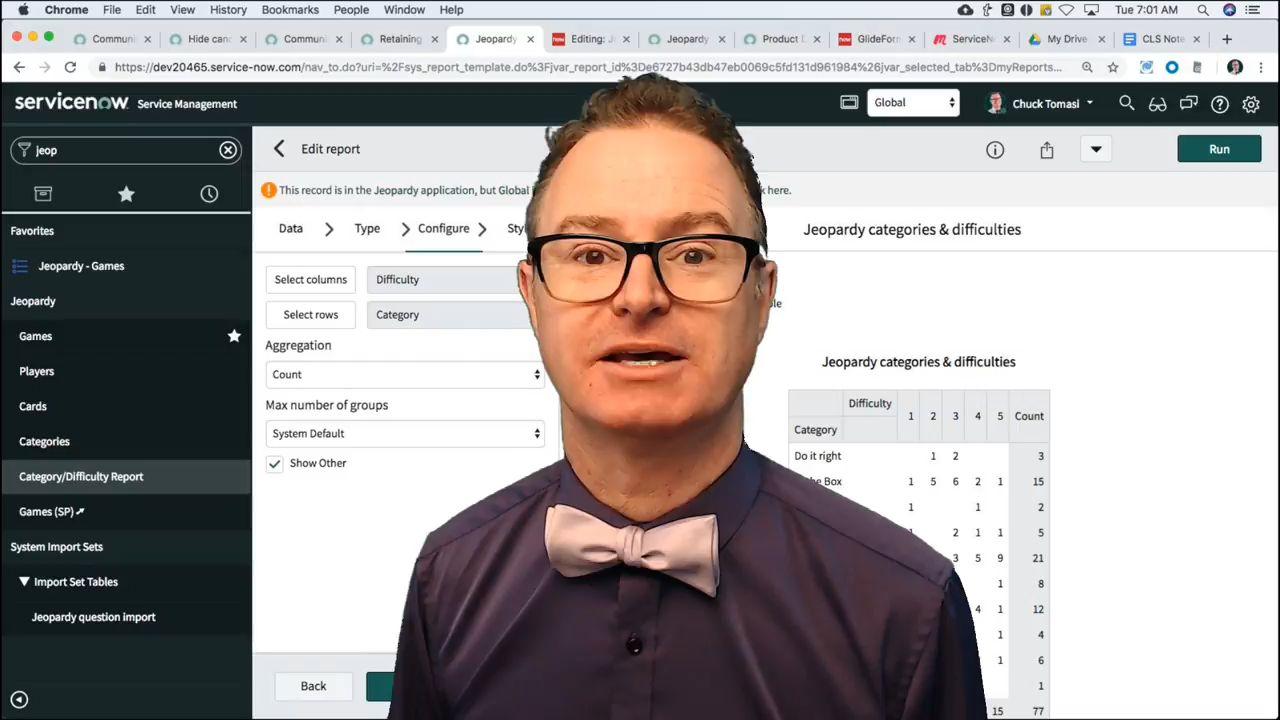 Chrome File Edit View History Bookmarks People Window Help Tue 7:01 AM
Communi Hide canc Communi Retaining Jeopardy Editing: J Jeopardy Product D GlideForm ServiceN My Drive CLS Note
https://dev20465.service-now.com/nav_to.do?uri=%2Fsys_report_template.do%3Fjvar_report_id%3De6727b43db47eb0069c5fd131d961984%26jvar_selected_tab%3DmyReports...
servicenow Service Management Global Chuck Tomasi
jeop
Edit report
Run
This record is in the Jeopardy application, but Global
here.
Favorites
Data Type Configure Sty
Jeopardy categories & difficulties
Jeopardy - Games
Select columns Difficulty
Jeopardy
Select rows Category
Games
Aggregation
Count
Jeopardy categories & difficulties
Players
Max number of groups
Cards
System Default
Difficulty
1 2 3 4 5 Count
Category
Categories
Show Other
Do it right 1 2 3
Category/Difficulty Report
Box 1 5 6 2 1 15
Games (SP)
1 1 2
2 1 1 5
System Import Sets
3 5 9 21
Import Set Tables
1 8
Jeopardy question import
4 1 12
1 4
1 6
Back
1
15 77